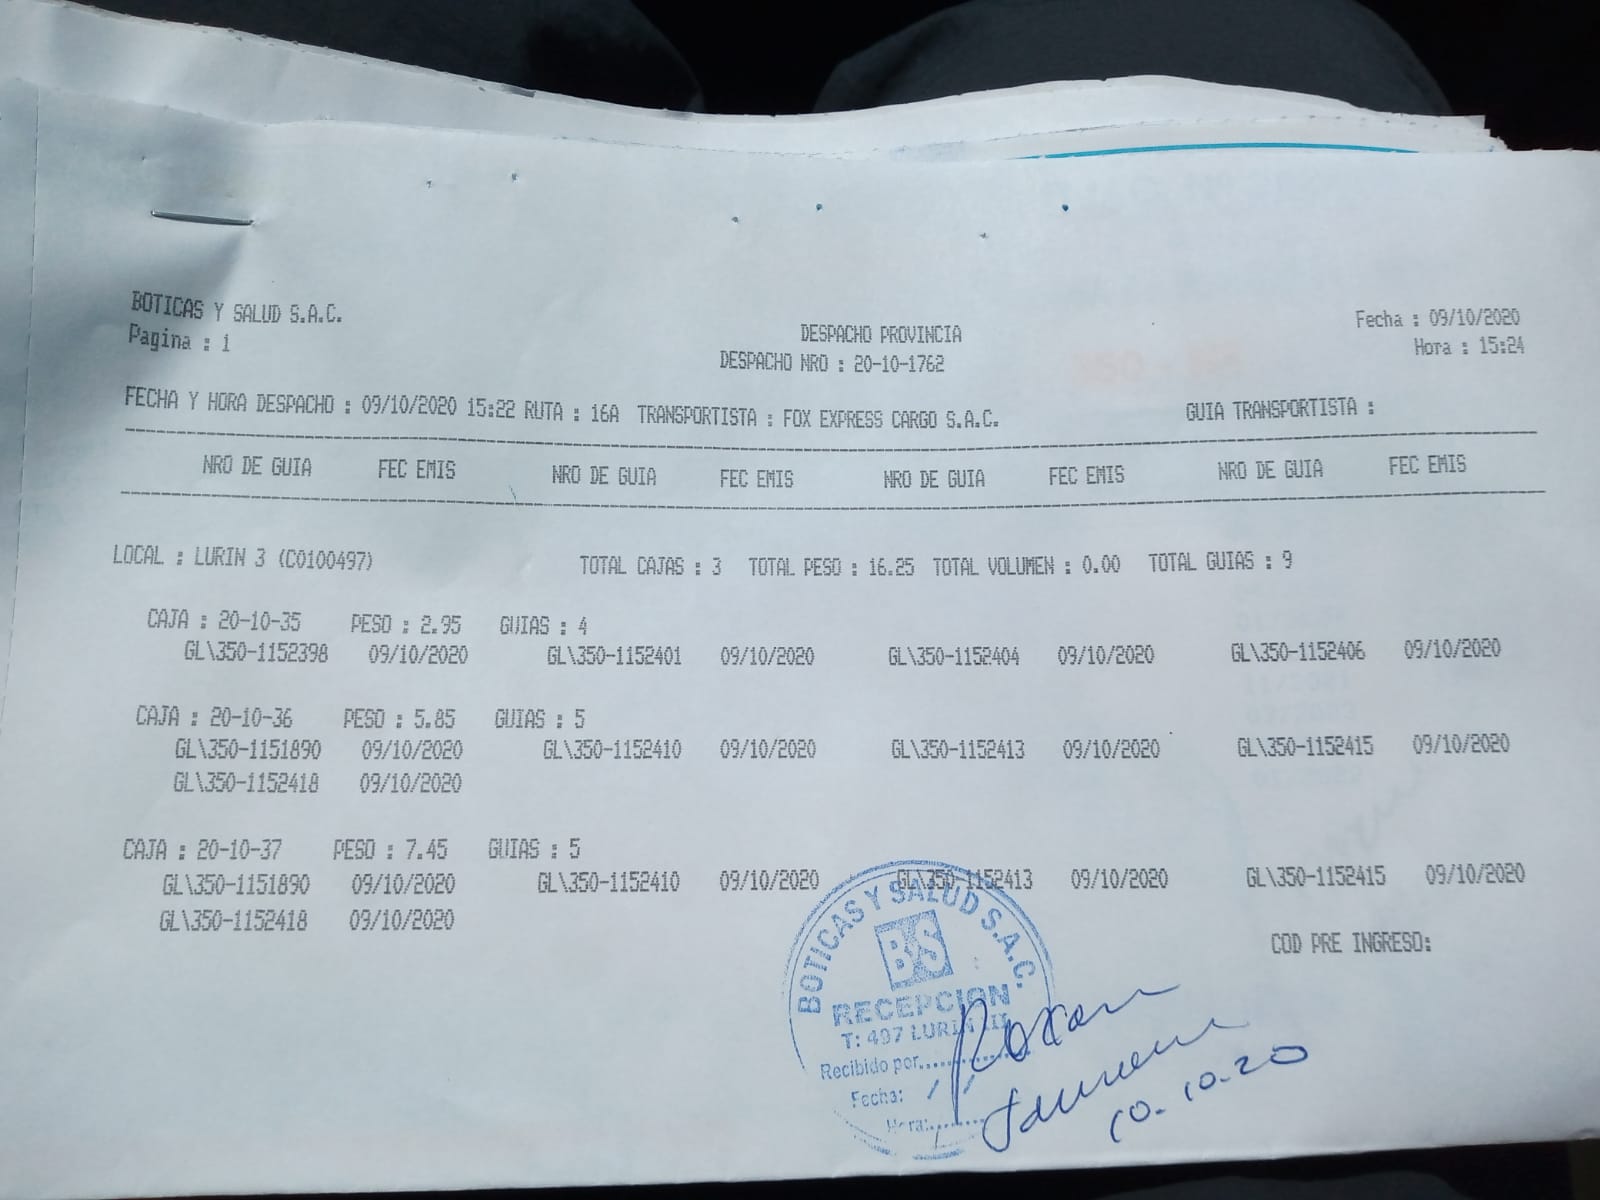 BOTICAS Y SALUD S.A.C.
Pagina : 1
DESPACHO PROVINCIA
DESPACHO NRO : 20-10-1762
Fecha : 09/10/2020
Hora : 15:24
FECHA Y HORA DESPACHO : 09/10/2020 15:22 RUTA : 16A TRANSPORTISTA : FOX EXPRESS CARGO S.A.C. GUIA TRANSPORTISTA :
NRO DE GUIA FEC EMIS NRO DE GUIA FEC EMIS NRO DE GUIA FEC EMIS NRO DE GUIA FEC EMIS
LOCAL : LURIN 3 (C0100497) TOTAL CAJAS : 3 TOTAL PESO : 16.25 TOTAL VOLUMEN : 0.00 TOTAL GUIAS : 9
CAJA : 20-10-35 PESO : 2.95 GUIAS : 4
GL\350-1152398 09/10/2020 GL\350-1152401 09/10/2020 GL\350-1152404 09/10/2020 GL\350-1152406 09/10/2020
CAJA : 20-10-36 PESO : 5.85 GUIAS : 5
GL\350-1151890 09/10/2020 GL\350-1152410 09/10/2020 GL\350-1152413 09/10/2020 GL\350-1152415 09/10/2020
GL\350-1152418 09/10/2020
CAJA : 20-10-37 PESO : 7.45 GUIAS : 5
GL\350-1151890 09/10/2020 GL\350-1152410 09/10/2020 GL\350-1152413 09/10/2020 GL\350-1152415 09/10/2020
GL\350-1152418 09/10/2020
COD PRE INGRESO:
BOTICAS Y SALUD S.A.C.
BS
RECEPCION
T: 497 LURIN III
Recibido por
Fecha: / /
Hora:
10.10.20